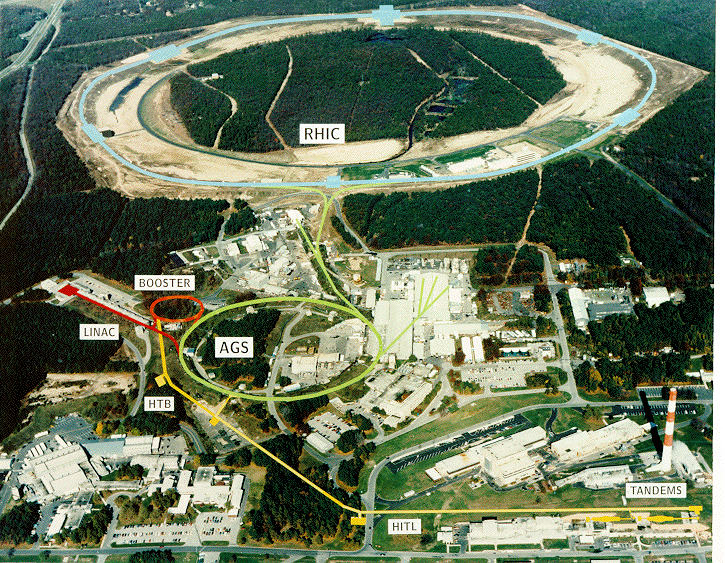 RHIC
BOOSTER
LINAC
AGS
HTB
TANDEMS
HITL